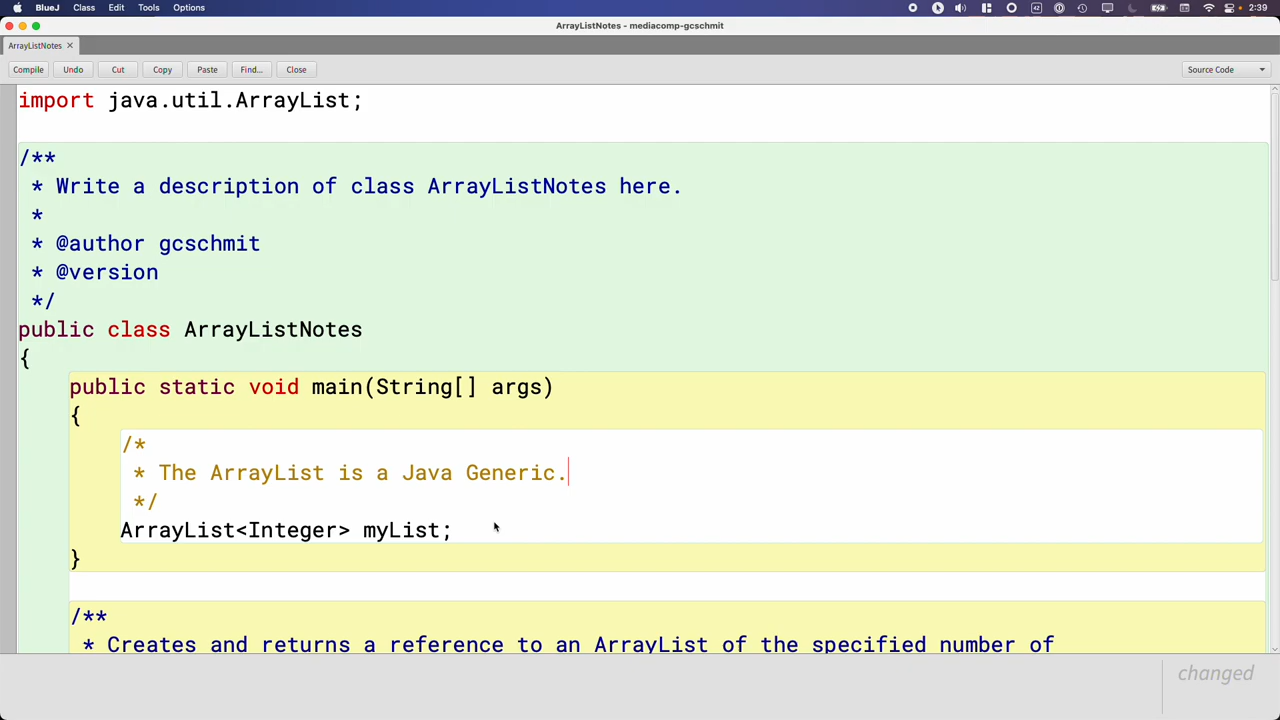 BlueJ Class Edit Tools Options 2:39
ArrayListNotes - mediacomp-gcschmit
ArrayListNotes ×
Compile Undo Cut Copy Paste Find... Close Source Code
import java.util.ArrayList;
/**
* Write a description of class ArrayListNotes here.
*
* @author gcschmit
* @version
*/
public class ArrayListNotes
{
public static void main(String[] args)
{
/*
* The ArrayList is a Java Generic.
*/
ArrayList<Integer> myList;
}
/**
* Creates and returns a reference to an ArrayList of the specified number of
changed